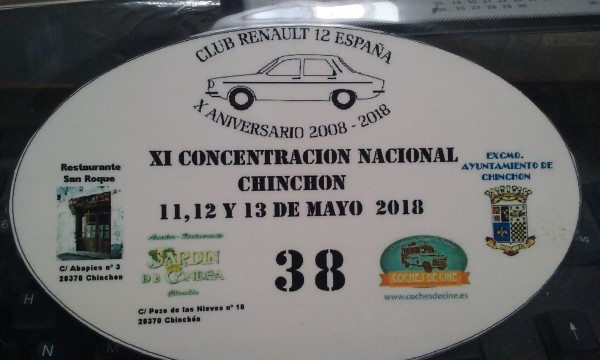 CLUB RENAULT 12 ESPAÑA
X ANIVERSARIO 2008 - 2018
XI CONCENTRACION NACIONAL
CHINCHON
11, 12 Y 13 DE MAYO 2018
Restaurante
San Roque
C/ Abapies nº 3
28370 Chinchon
EXCMO.
AYUNTAMIENTO DE
CHINCHON
JARDIN
DE CONDESA
C/ Pozo de las Nieves nº 10
28370 Chinchón
38
COCHES DE CINE
www.cochesdecine.es
H
N